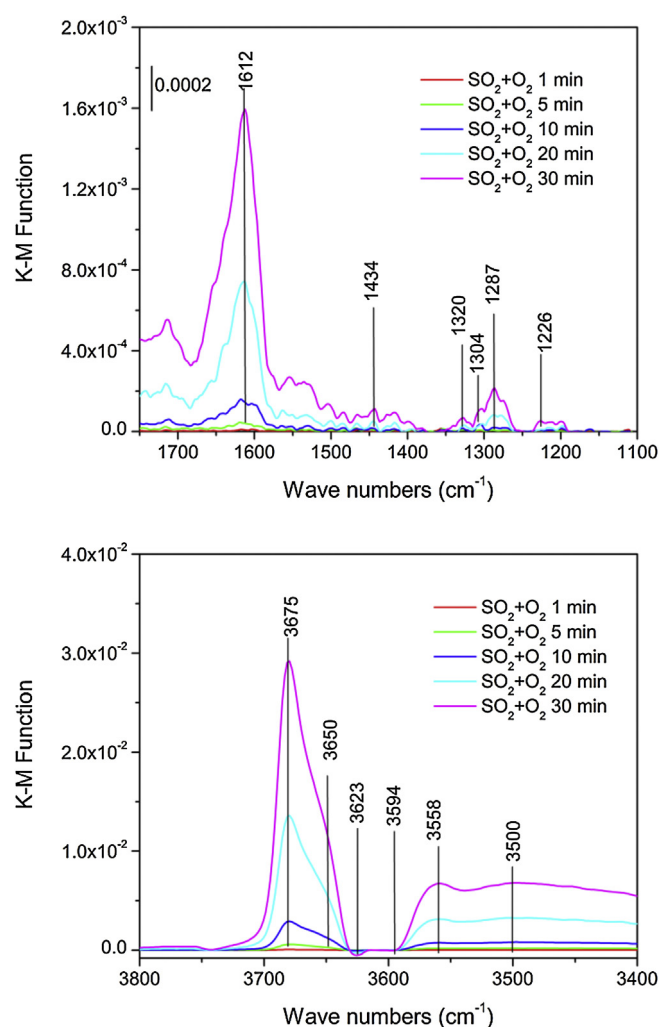 2.0x10⁻³
1.6x10⁻³
1.2x10⁻³
8.0x10⁻⁴
4.0x10⁻⁴
0.0
K-M Function
0.0002
1612
1434
1320
1304
1287
1226
SO₂+O₂ 1 min
SO₂+O₂ 5 min
SO₂+O₂ 10 min
SO₂+O₂ 20 min
SO₂+O₂ 30 min
1700 1600 1500 1400 1300 1200 1100
Wave numbers (cm⁻¹)
4.0x10⁻²
3.0x10⁻²
2.0x10⁻²
1.0x10⁻²
0.0
K-M Function
3675
3650
3623
3594
3558
3500
SO₂+O₂ 1 min
SO₂+O₂ 5 min
SO₂+O₂ 10 min
SO₂+O₂ 20 min
SO₂+O₂ 30 min
3800 3700 3600 3500 3400
Wave numbers (cm⁻¹)